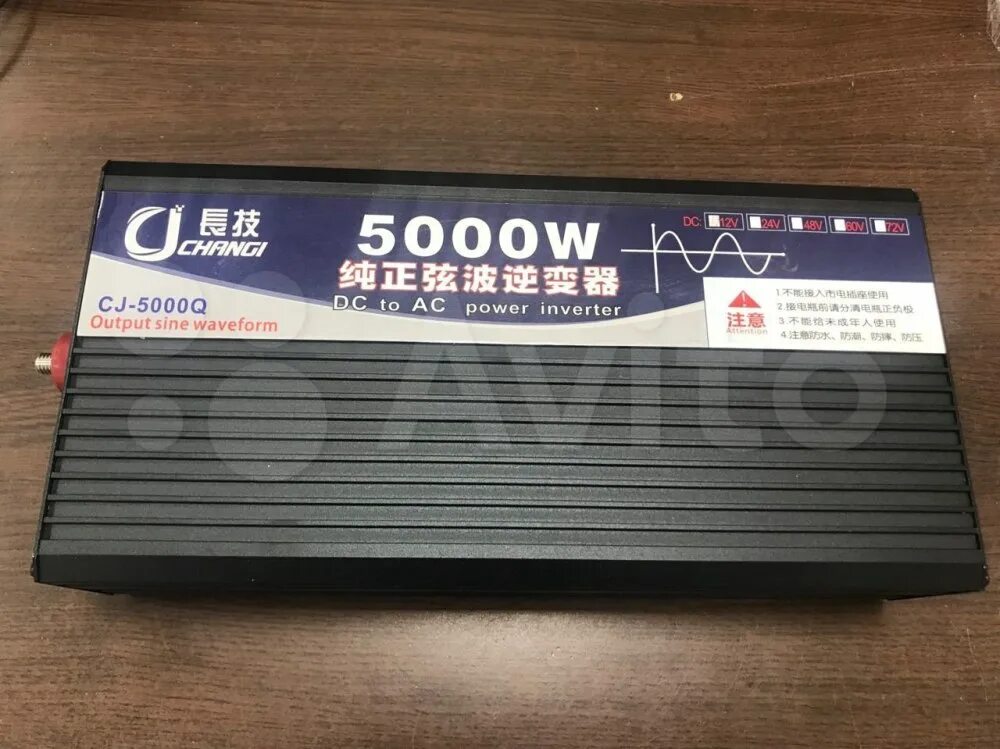 長技
CJ CHANGI
5000W
纯正弦波逆变器
DC to AC power inverter
CJ-5000Q
Output sine waveform
DC: 12V 24V 48V 60V 72V
注意
Attention
1.不能接入市电插座使用
2.接电瓶前请分清电瓶正负极
3.不能给未成年人使用
4.注意防水、防潮、防摔、防压
Avito